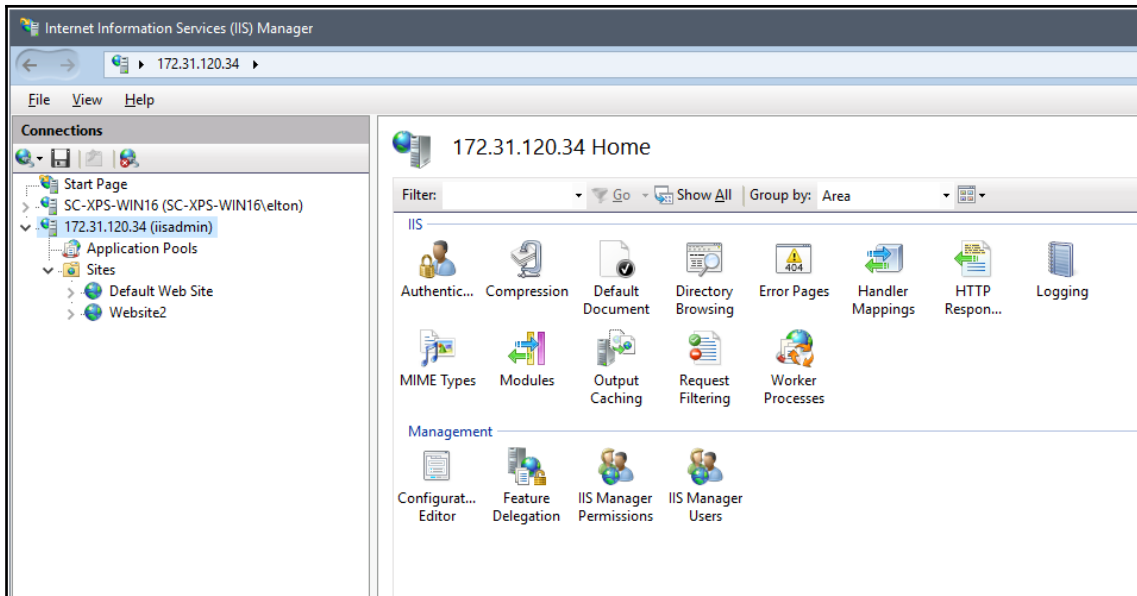 Internet Information Services (IIS) Manager
172.31.120.34
File View Help
Connections
Start Page
SC-XPS-WIN16 (SC-XPS-WIN16\elton)
172.31.120.34 (iisadmin)
Application Pools
Sites
Default Web Site
Website2
172.31.120.34 Home
Filter: Go Show All Group by: Area
IIS
Authentic... Compression Default Document Directory Browsing Error Pages Handler Mappings HTTP Respon... Logging
404
MIME Types Modules Output Caching Request Filtering Worker Processes
Management
Configurat... Editor Feature Delegation IIS Manager Permissions IIS Manager Users